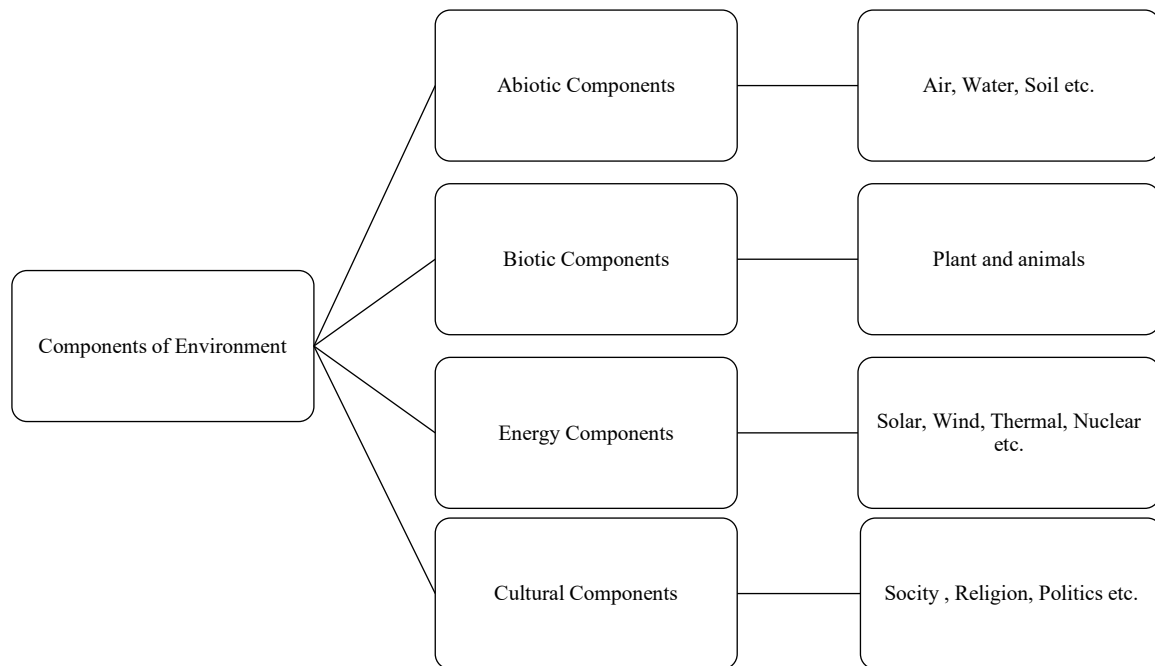 Components of Environment
Abiotic Components
Air, Water, Soil etc.
Biotic Components
Plant and animals
Energy Components
Solar, Wind, Thermal, Nuclear
etc.
Cultural Components
Socity , Religion, Politics etc.